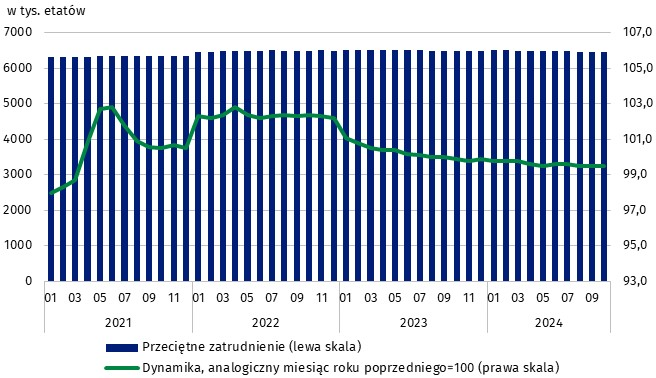 w tys. etatów
7000 107,0
6000 105,0
5000 103,0
4000 101,0
3000 99,0
2000 97,0
1000 95,0
0 93,0
01 03 05 07 09 11 01 03 05 07 09 11 01 03 05 07 09 11 01 03 05 07 09
2021 2022 2023 2024
Przeciętne zatrudnienie (lewa skala)
Dynamika, analogiczny miesiąc roku poprzedniego=100 (prawa skala)